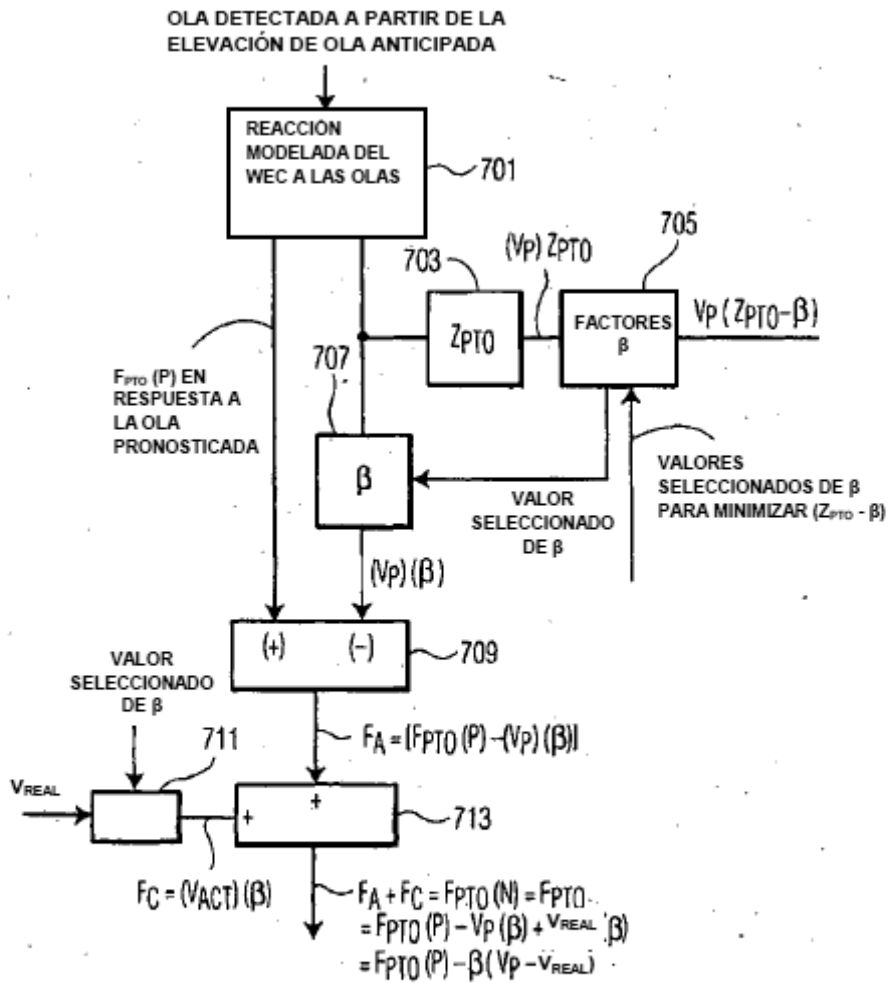 OLA DETECTADA A PARTIR DE LA
ELEVACIÓN DE OLA ANTICIPADA
REACCIÓN
MODELADA DEL
WEC A LAS OLAS
701
703
(VP) ZPTO
705
ZPTO
FACTORES
β
VP (ZPTO-β)
FPTO (P) EN
RESPUESTA A
LA OLA
PRONOSTICADA
707
β
VALOR
SELECCIONADO
DE β
VALORES
SELECCIONADOS DE β
PARA MINIMIZAR (ZPTO - β)
(VP)(β)
(+) (-)
709
VALOR
SELECCIONADO
DE β
FA = [FPTO (P) -(VP)(β)]
711
VREAL
+
+
713
FC = (VACT)(β)
FA + FC = FPTO (N) = FPTO
= FPTO (P) - VP (β) + VREAL β)
= FPTO (P) - β( VP - VREAL)